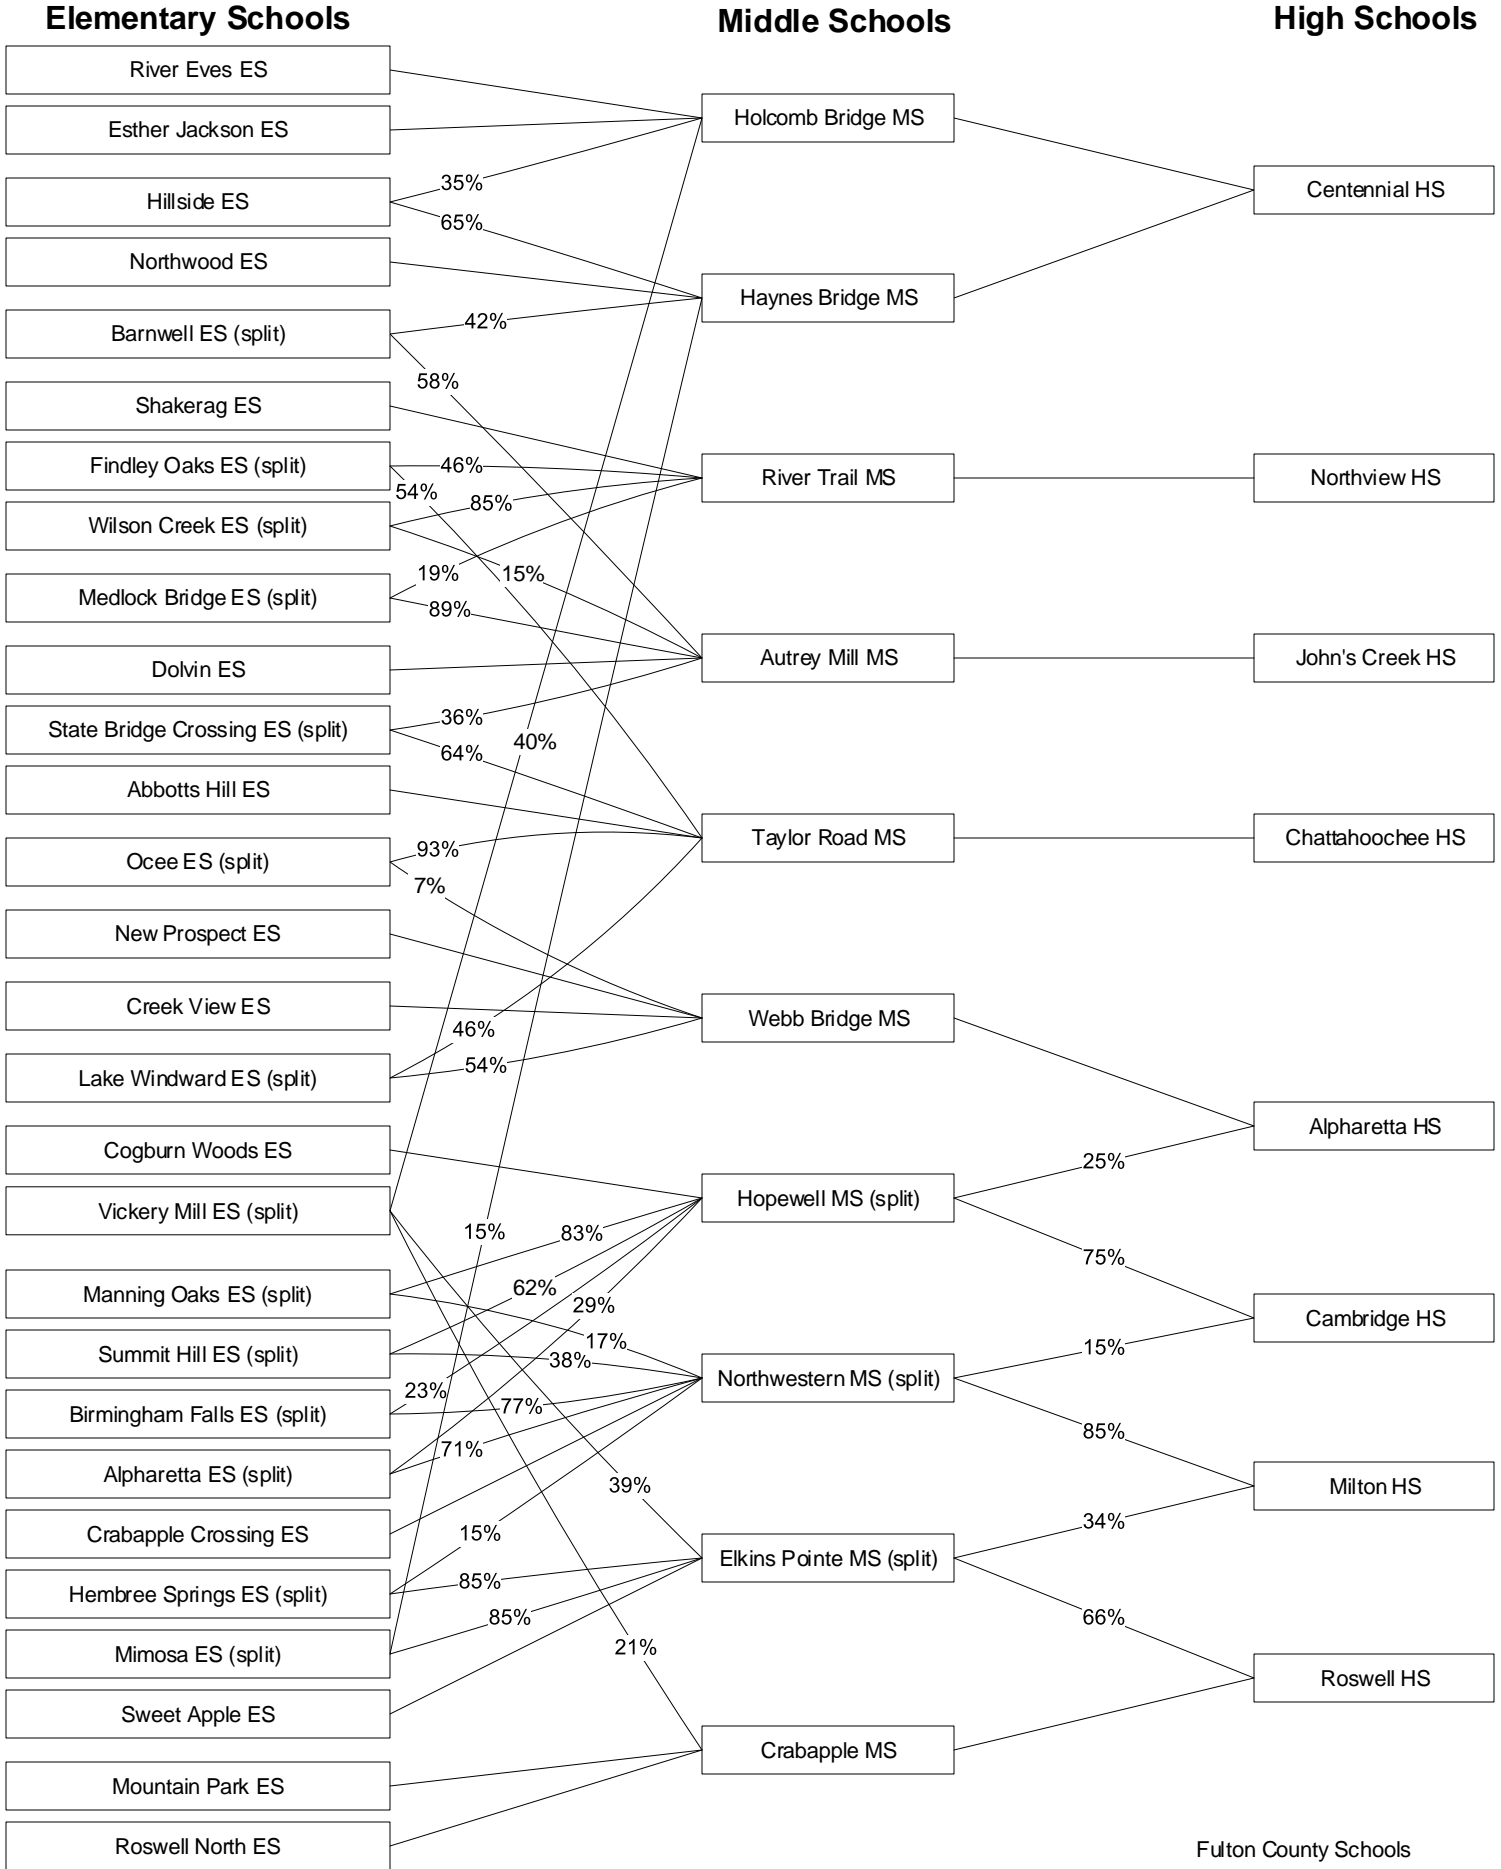 Elementary Schools
Middle Schools
High Schools
River Eves ES
Esther Jackson ES
Hillside ES
Northwood ES
Barnwell ES (split)
Shakerag ES
Findley Oaks ES (split)
Wilson Creek ES (split)
Medlock Bridge ES (split)
Dolvin ES
State Bridge Crossing ES (split)
Abbotts Hill ES
Ocee ES (split)
New Prospect ES
Creek View ES
Lake Windward ES (split)
Cogburn Woods ES
Vickery Mill ES (split)
Manning Oaks ES (split)
Summit Hill ES (split)
Birmingham Falls ES (split)
Alpharetta ES (split)
Crabapple Crossing ES
Hembree Springs ES (split)
Mimosa ES (split)
Sweet Apple ES
Mountain Park ES
Roswell North ES
35%
65%
42%
58%
46%
54%
85%
19%
15%
89%
36%
40%
64%
93%
7%
46%
54%
15%
83%
62%
29%
17%
38%
23%
77%
71%
39%
15%
85%
85%
21%
Holcomb Bridge MS
Haynes Bridge MS
River Trail MS
Autrey Mill MS
Taylor Road MS
Webb Bridge MS
Hopewell MS (split)
Northwestern MS (split)
Elkins Pointe MS (split)
Crabapple MS
25%
75%
15%
85%
34%
66%
Centennial HS
Northview HS
John's Creek HS
Chattahoochee HS
Alpharetta HS
Cambridge HS
Milton HS
Roswell HS
Fulton County Schools